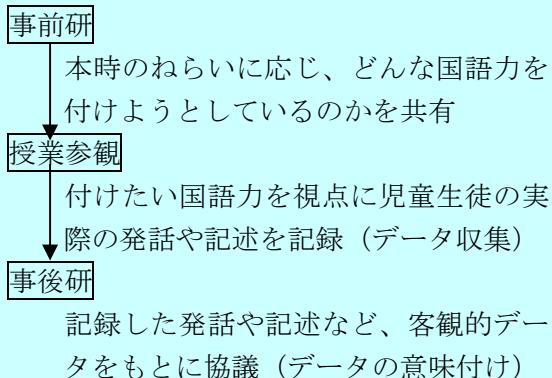 事前研
本時のねらいに応じ、どんな国語力を
付けようとしているのかを共有
授業参観
付けたい国語力を視点に児童生徒の実
際の発話や記述を記録（データ収集）
事後研
記録した発話や記述など、客観的デー
タをもとに協議（データの意味付け）